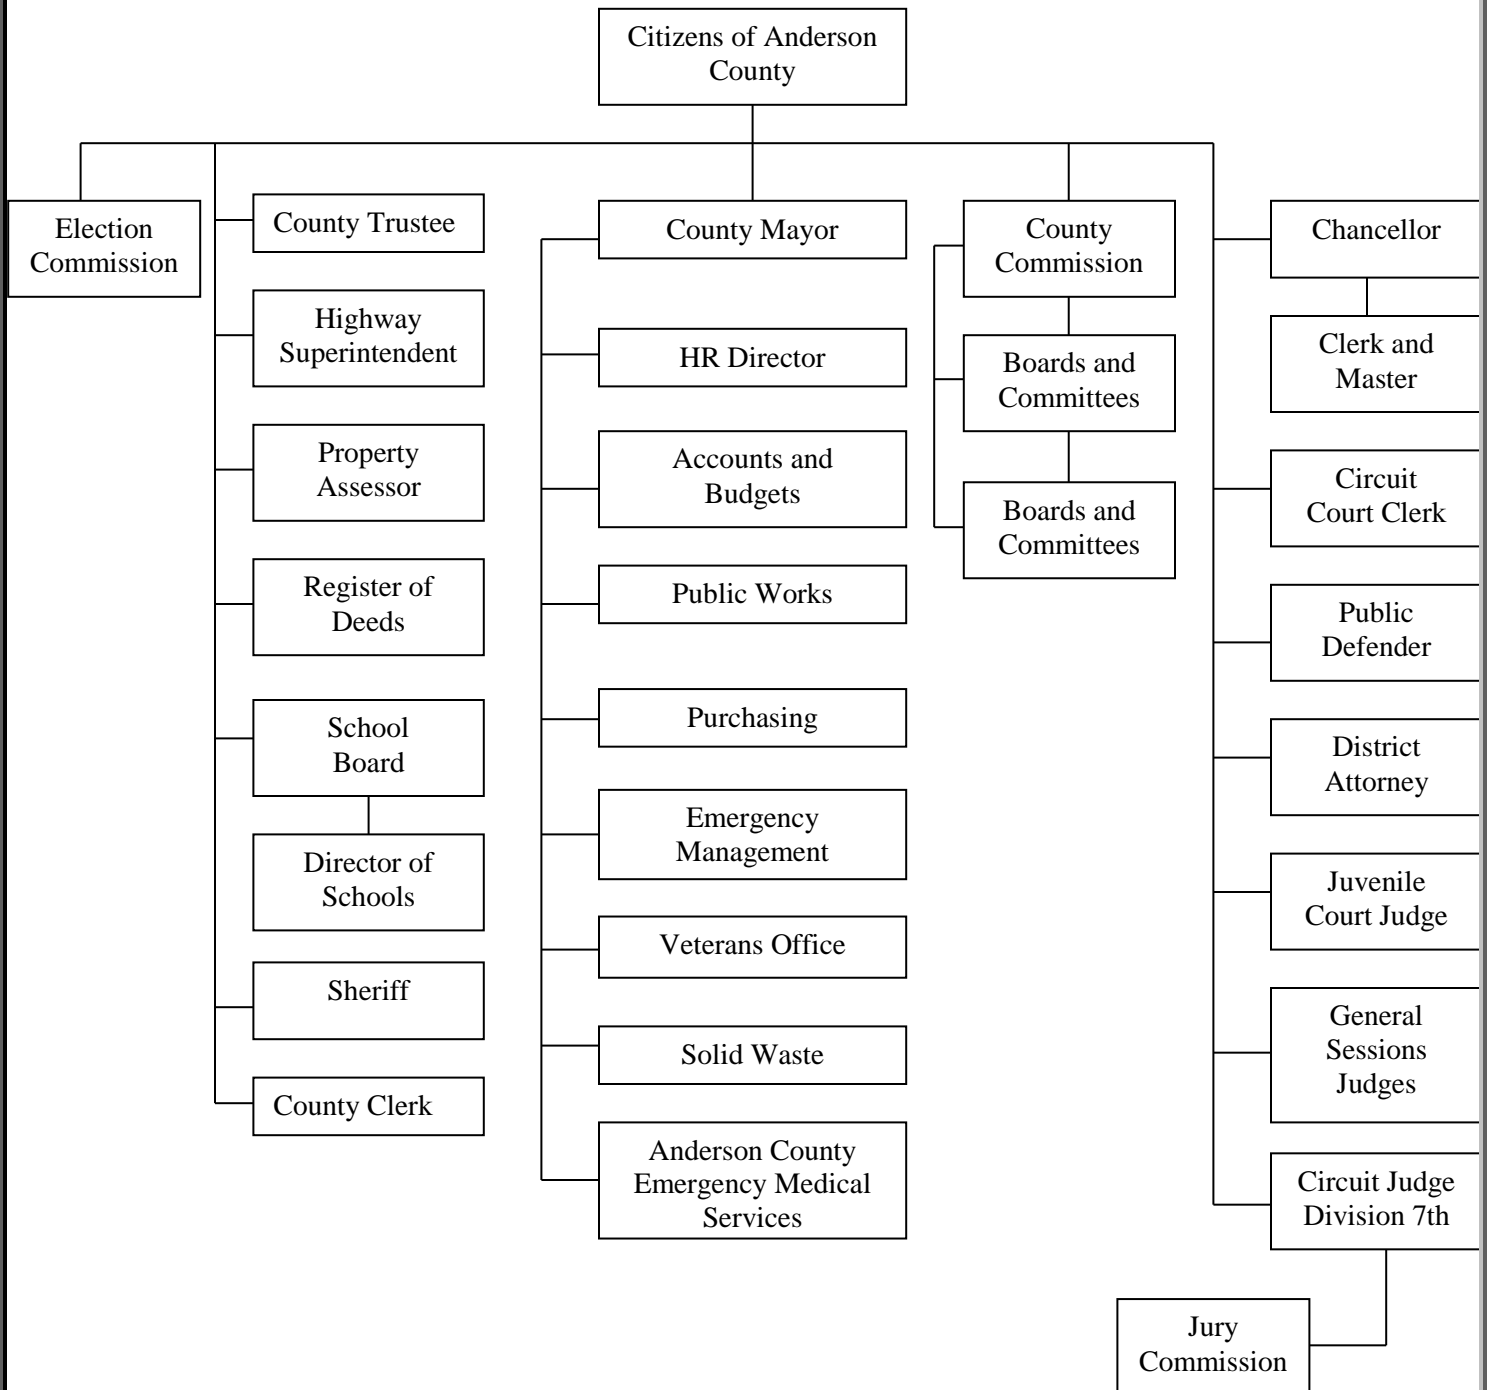 Citizens of Anderson
County
Election
Commission
County Trustee
Highway
Superintendent
Property
Assessor
Register of
Deeds
School
Board
Director of
Schools
Sheriff
County Clerk
County Mayor
HR Director
Accounts and
Budgets
Public Works
Purchasing
Emergency
Management
Veterans Office
Solid Waste
Anderson County
Emergency Medical
Services
County
Commission
Boards and
Committees
Boards and
Committees
Chancellor
Clerk and
Master
Circuit
Court Clerk
Public
Defender
District
Attorney
Juvenile
Court Judge
General
Sessions
Judges
Circuit Judge
Division 7th
Jury
Commission